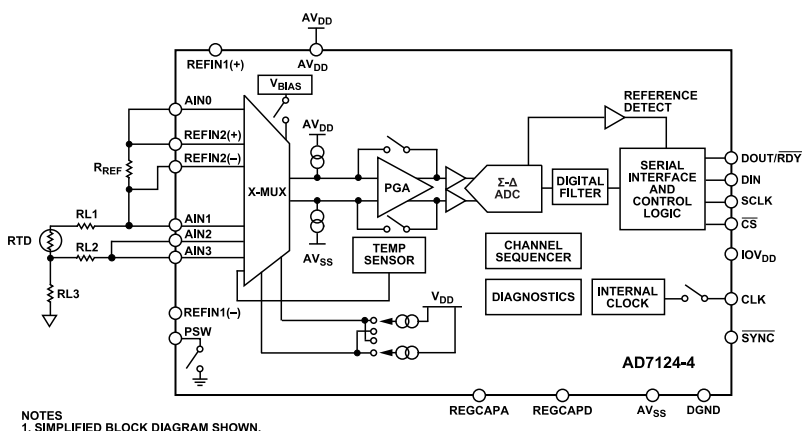 AVDD
REFIN1(+)
AVDD
VBIAS
REFERENCE
DETECT
AIN0
AVDD
REFIN2(+)
DOUT/RDY
RREF
REFIN2(–)
X-MUX
PGA
Σ-Δ
ADC
DIGITAL
FILTER
SERIAL
INTERFACE
AND
CONTROL
LOGIC
DIN
SCLK
RL1
AIN1
CS
RTD
RL2
AIN2
AIN3
AVSS
TEMP
SENSOR
CHANNEL
SEQUENCER
IOVDD
RL3
VDD
DIAGNOSTICS
INTERNAL
CLOCK
CLK
REFIN1(–)
PSW
SYNC
AD7124-4
REGCAPA
REGCAPD
AVSS
DGND
NOTES
1. SIMPLIFIED BLOCK DIAGRAM SHOWN.